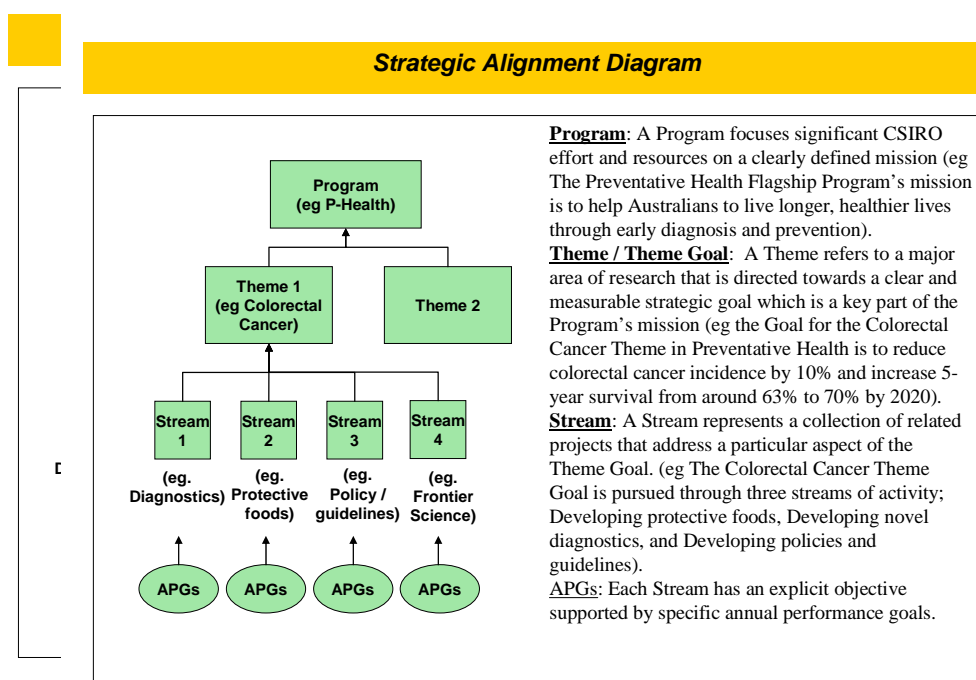 Strategic Alignment Diagram
Program
(eg P-Health)
Theme 1
(eg Colorectal
Cancer)
Theme 2
Stream
1
Stream
2
Stream
3
Stream
4
(eg.
Diagnostics)
(eg.
Protective
foods)
(eg.
Policy /
guidelines)
(eg.
Frontier
Science)
APGs
APGs
APGs
APGs
Program: A Program focuses significant CSIRO
effort and resources on a clearly defined mission (eg
The Preventative Health Flagship Program's mission
is to help Australians to live longer, healthier lives
through early diagnosis and prevention).
Theme / Theme Goal: A Theme refers to a major
area of research that is directed towards a clear and
measurable strategic goal which is a key part of the
Program's mission (eg the Goal for the Colorectal
Cancer Theme in Preventative Health is to reduce
colorectal cancer incidence by 10% and increase 5-
year survival from around 63% to 70% by 2020).
Stream: A Stream represents a collection of related
projects that address a particular aspect of the
Theme Goal. (eg The Colorectal Cancer Theme
Goal is pursued through three streams of activity;
Developing protective foods, Developing novel
diagnostics, and Developing policies and
guidelines).
APGs: Each Stream has an explicit objective
supported by specific annual performance goals.